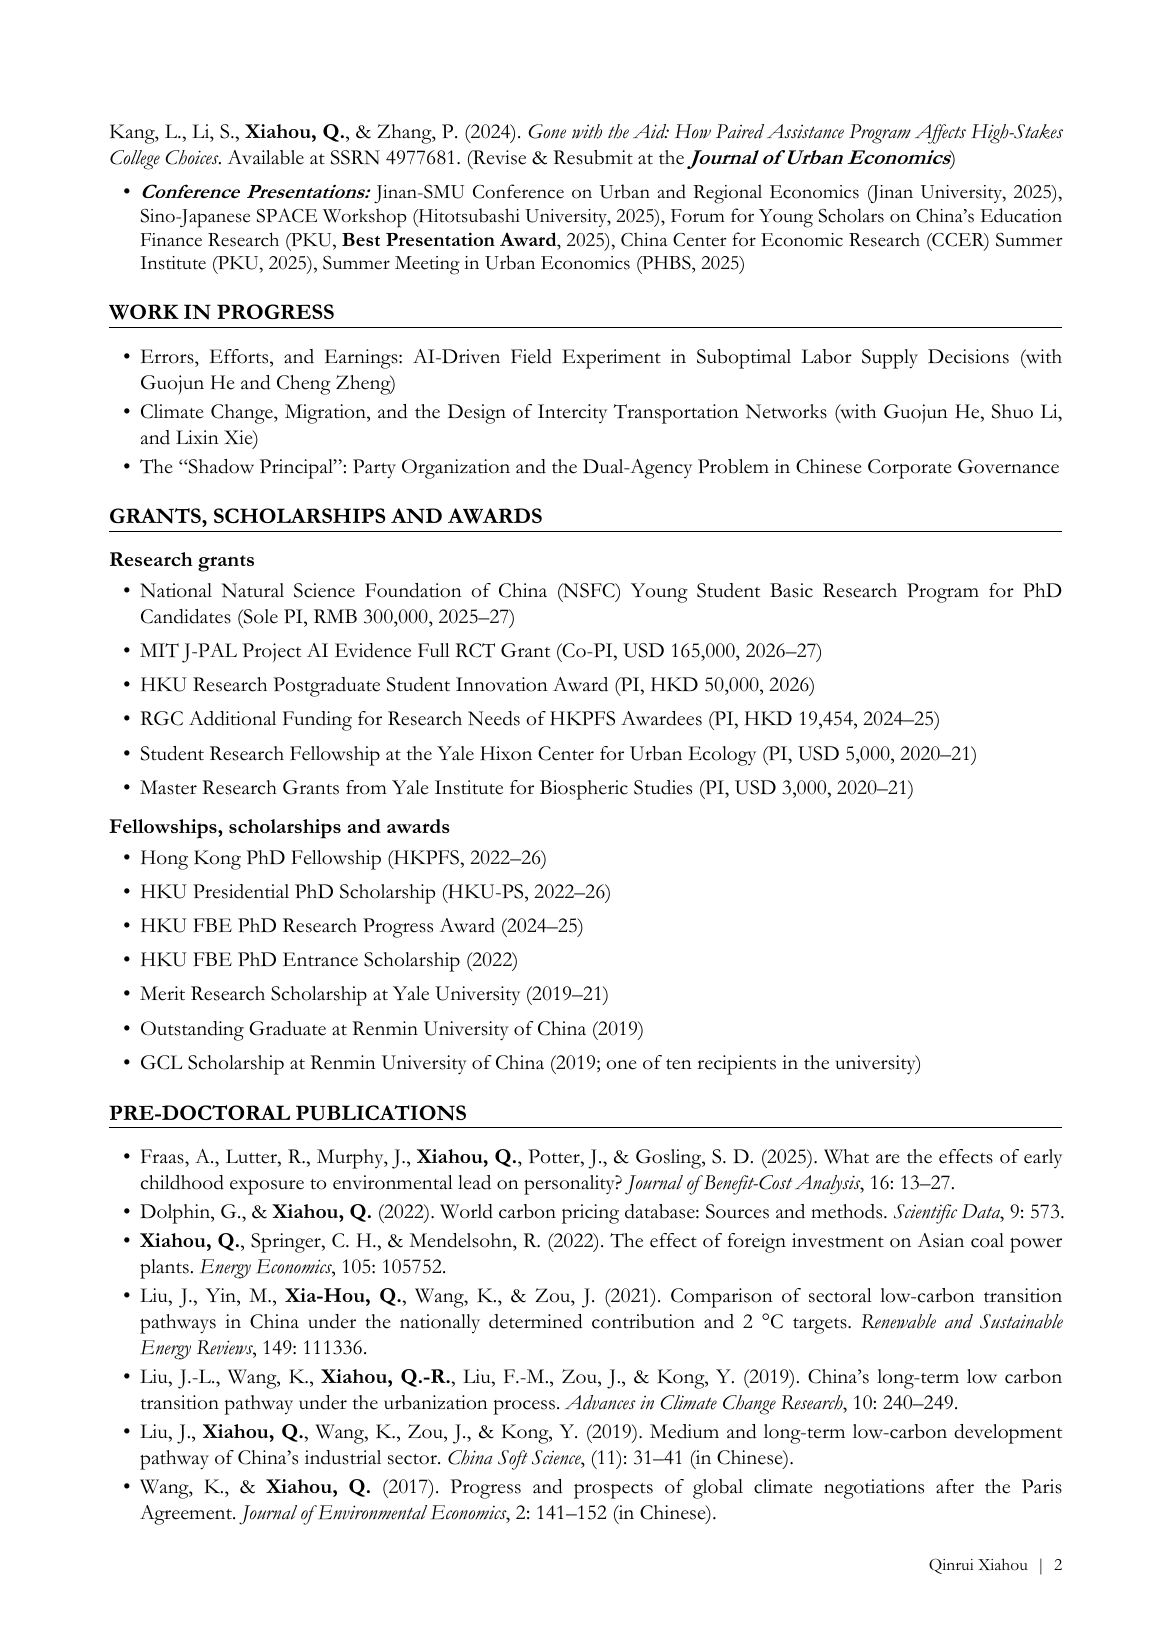 Kang, L., Li, S., Xiahou, Q., & Zhang, P. (2024). Gone with the Aid: How Paired Assistance Program Affects High-Stakes
College Choices. Available at SSRN 4977681. (Revise & Resubmit at the Journal of Urban Economics)
• Conference Presentations: Jinan-SMU Conference on Urban and Regional Economics (Jinan University, 2025),
Sino-Japanese SPACE Workshop (Hitotsubashi University, 2025), Forum for Young Scholars on China’s Education
Finance Research (PKU, Best Presentation Award, 2025), China Center for Economic Research (CCER) Summer
Institute (PKU, 2025), Summer Meeting in Urban Economics (PHBS, 2025)
WORK IN PROGRESS
• Errors, Efforts, and Earnings: AI-Driven Field Experiment in Suboptimal Labor Supply Decisions (with
Guojun He and Cheng Zheng)
• Climate Change, Migration, and the Design of Intercity Transportation Networks (with Guojun He, Shuo Li,
and Lixin Xie)
• The “Shadow Principal”: Party Organization and the Dual-Agency Problem in Chinese Corporate Governance
GRANTS, SCHOLARSHIPS AND AWARDS
Research grants
• National Natural Science Foundation of China (NSFC) Young Student Basic Research Program for PhD
Candidates (Sole PI, RMB 300,000, 2025–27)
• MIT J-PAL Project AI Evidence Full RCT Grant (Co-PI, USD 165,000, 2026–27)
• HKU Research Postgraduate Student Innovation Award (PI, HKD 50,000, 2026)
• RGC Additional Funding for Research Needs of HKPFS Awardees (PI, HKD 19,454, 2024–25)
• Student Research Fellowship at the Yale Hixon Center for Urban Ecology (PI, USD 5,000, 2020–21)
• Master Research Grants from Yale Institute for Biospheric Studies (PI, USD 3,000, 2020–21)
Fellowships, scholarships and awards
• Hong Kong PhD Fellowship (HKPFS, 2022–26)
• HKU Presidential PhD Scholarship (HKU-PS, 2022–26)
• HKU FBE PhD Research Progress Award (2024–25)
• HKU FBE PhD Entrance Scholarship (2022)
• Merit Research Scholarship at Yale University (2019–21)
• Outstanding Graduate at Renmin University of China (2019)
• GCL Scholarship at Renmin University of China (2019; one of ten recipients in the university)
PRE-DOCTORAL PUBLICATIONS
• Fraas, A., Lutter, R., Murphy, J., Xiahou, Q., Potter, J., & Gosling, S. D. (2025). What are the effects of early
childhood exposure to environmental lead on personality? Journal of Benefit-Cost Analysis, 16: 13–27.
• Dolphin, G., & Xiahou, Q. (2022). World carbon pricing database: Sources and methods. Scientific Data, 9: 573.
• Xiahou, Q., Springer, C. H., & Mendelsohn, R. (2022). The effect of foreign investment on Asian coal power
plants. Energy Economics, 105: 105752.
• Liu, J., Yin, M., Xia-Hou, Q., Wang, K., & Zou, J. (2021). Comparison of sectoral low-carbon transition
pathways in China under the nationally determined contribution and 2 °C targets. Renewable and Sustainable
Energy Reviews, 149: 111336.
• Liu, J.-L., Wang, K., Xiahou, Q.-R., Liu, F.-M., Zou, J., & Kong, Y. (2019). China’s long-term low carbon
transition pathway under the urbanization process. Advances in Climate Change Research, 10: 240–249.
• Liu, J., Xiahou, Q., Wang, K., Zou, J., & Kong, Y. (2019). Medium and long-term low-carbon development
pathway of China’s industrial sector. China Soft Science, (11): 31–41 (in Chinese).
• Wang, K., & Xiahou, Q. (2017). Progress and prospects of global climate negotiations after the Paris
Agreement. Journal of Environmental Economics, 2: 141–152 (in Chinese).
Qinrui Xiahou | 2